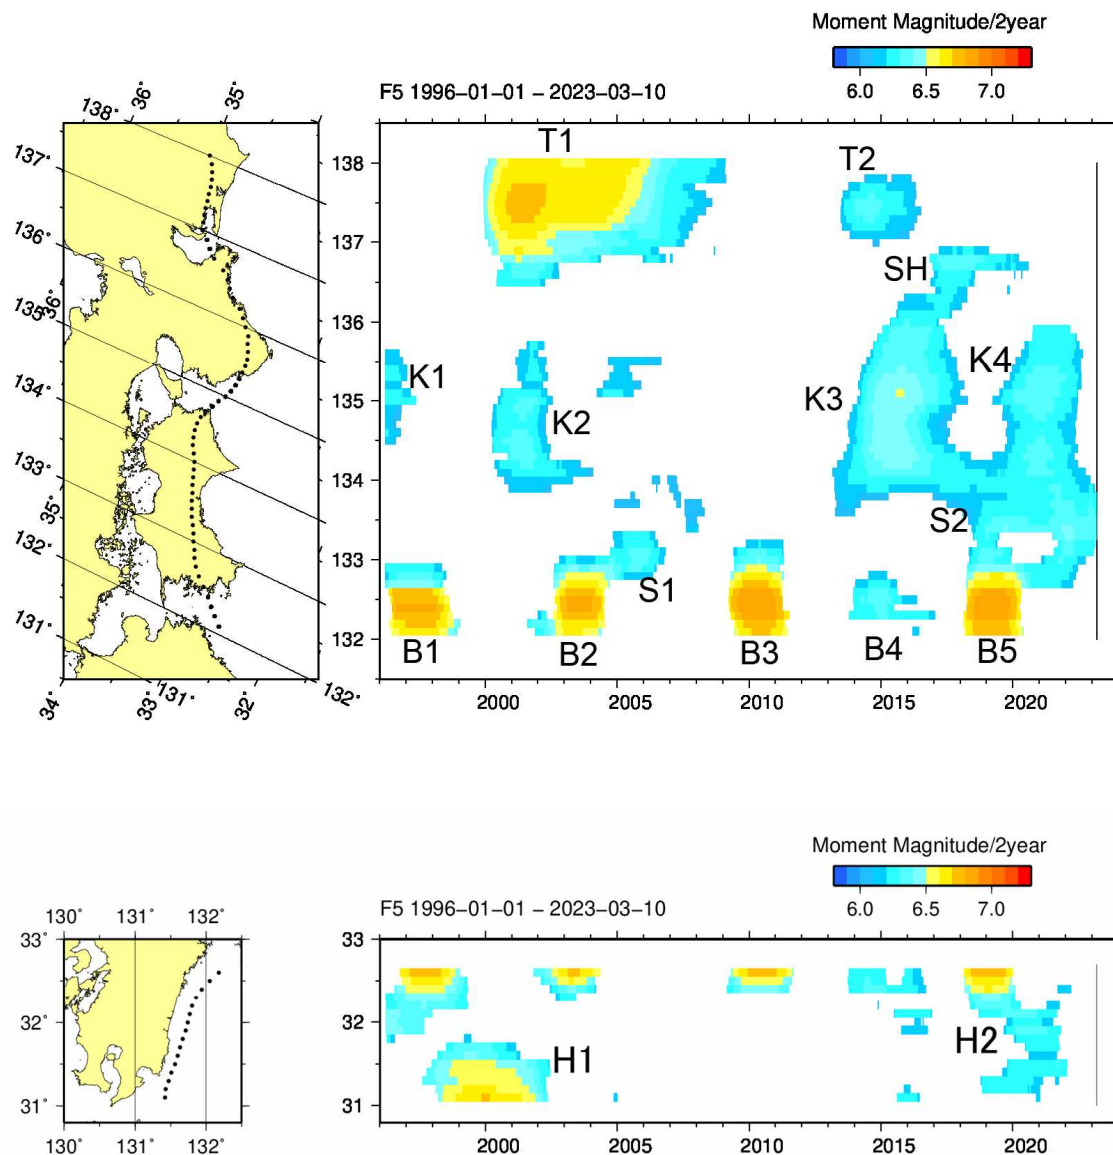 Moment Magnitude/2year
6.0 6.5 7.0
F5 1996-01-01 - 2023-03-10
36° 35°
138°
137°
136°
36°
135°
134°
133°
35°
132°
131°
34° 131° 33° 32° 132°
138
137
136
135
134
133
132
T1
T2
SH
K1
K2
K3
K4
S2
S1
B1 B2 B3 B4 B5
2000 2005 2010 2015 2020
Moment Magnitude/2year
6.0 6.5 7.0
F5 1996-01-01 - 2023-03-10
130° 131° 132°
33°
32°
31°
130° 131° 132°
33
32
31
H1
H2
2000 2005 2010 2015 2020